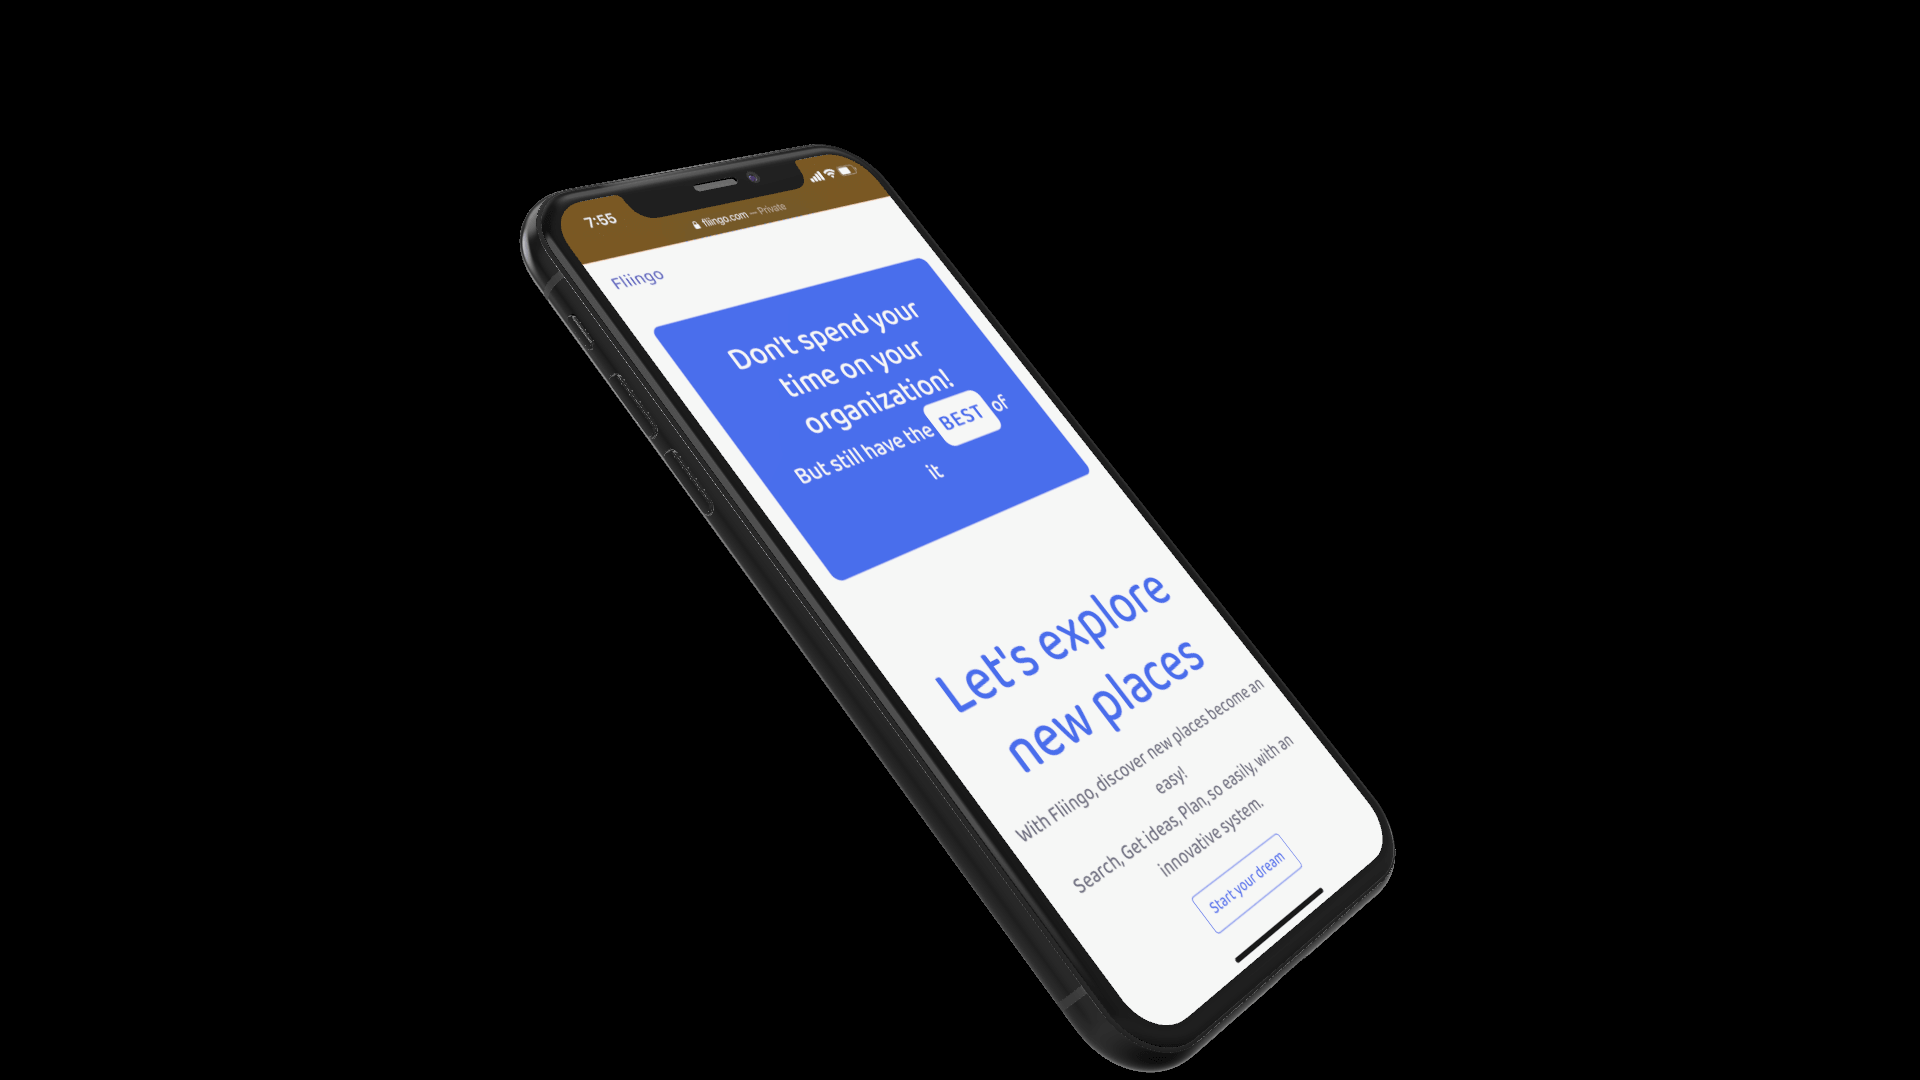 7:55
fliingo.com — Private
Fliingo
Don't spend your
time on your
organization!
But still have the BEST of
it
Let's explore
new places
With Fliingo, discover new places become an
easy!
Search, Get ideas, Plan, so easily, with an
innovative system.
Start your dream